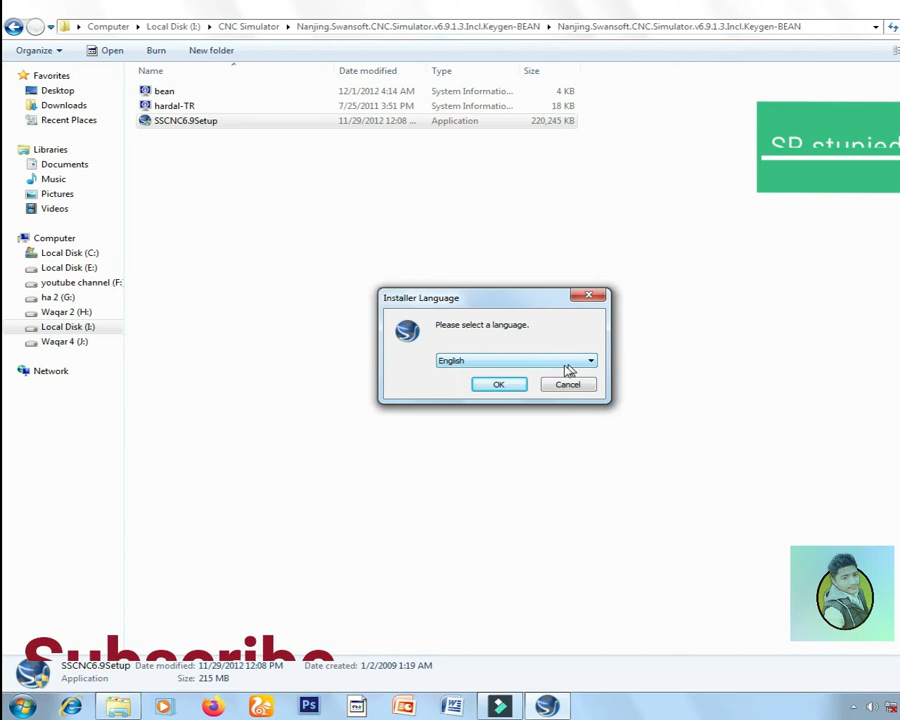 Computer Local Disk (I:) CNC Simulator Nanjing.Swansoft.CNC.Simulator.v6.9.1.3.Incl.Keygen-BEAN Nanjing.Swansoft.CNC.Simulator.v6.9.1.3.Incl.Keygen-BEAN
Organize Open Burn New folder
Name Date modified Type Size
bean 12/1/2012 4:14 AM System Informatio... 4 KB
hardal-TR 7/25/2011 3:51 PM System Informatio... 18 KB
SSCNC6.9Setup 11/29/2012 12:08 ... Application 220,245 KB
Favorites
Desktop
Downloads
Recent Places
Libraries
Documents
Music
Pictures
Videos
Computer
Local Disk (C:)
Local Disk (E:)
youtube channel (F:
ha 2 (G:)
Waqar 2 (H:)
Local Disk (I:)
Waqar 4 (J:)
Network
SP stupied
Installer Language
Please select a language.
English
OK Cancel
Subscribe
SSCNC6.9Setup Date modified: 11/29/2012 12:08 PM Date created: 1/2/2009 1:19 AM
Application Size: 215 MB